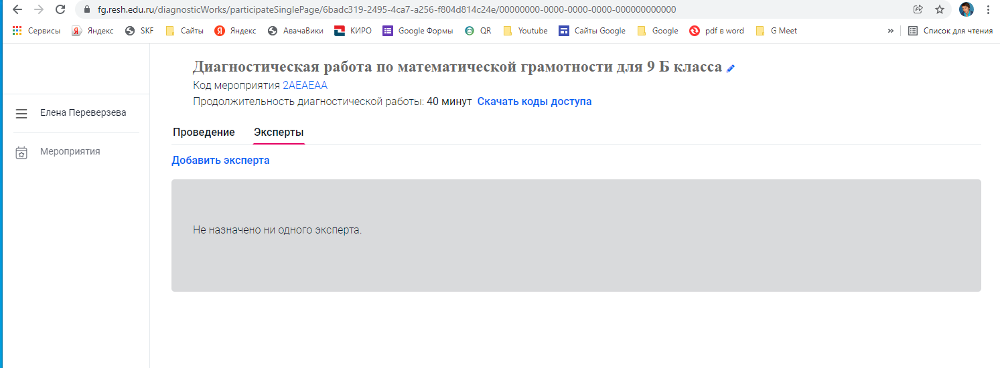 fg.resh.edu.ru/diagnosticWorks/participateSinglePage/6badc319-2495-4ca7-a256-f804d814c24e/00000000-0000-0000-0000-000000000000
Сервисы Яндекс SKF Сайты Яндекс АвачаВики КИРО Google Формы QR Youtube Сайты Google Google pdf в word G Meet » Список для чтения
Диагностическая работа по математической грамотности для 9 Б класса
Код мероприятия 2AEAEAA
Продолжительность диагностической работы: 40 минут Скачать коды доступа
Елена Переверзева
Мероприятия
Проведение Эксперты
Добавить эксперта
Не назначено ни одного эксперта.